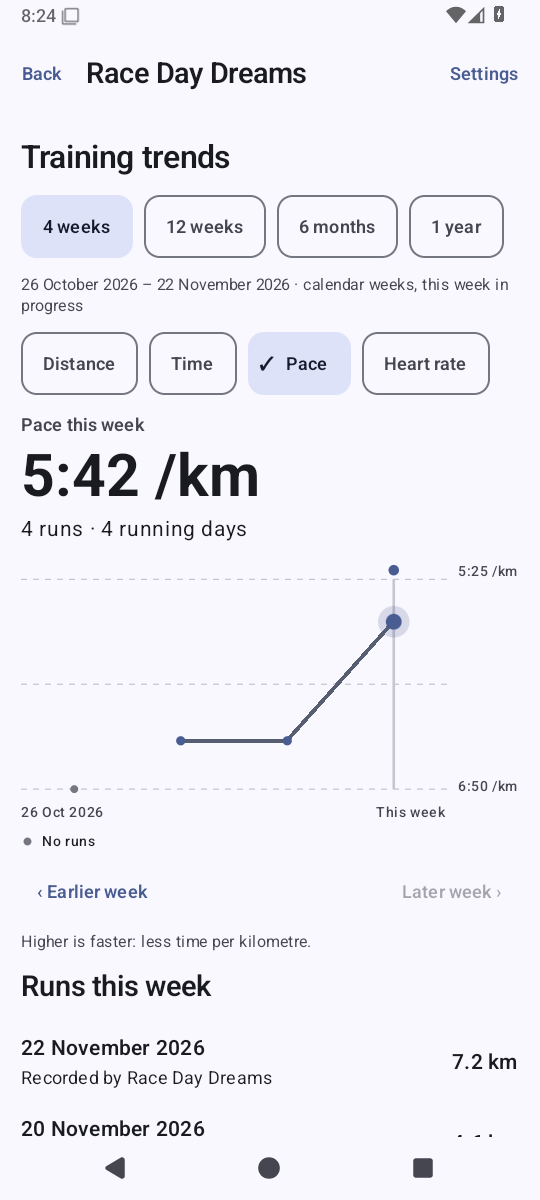 8:24
Back Race Day Dreams Settings
Training trends
4 weeks 12 weeks 6 months 1 year
26 October 2026 – 22 November 2026 · calendar weeks, this week in
progress
Distance Time ✓ Pace Heart rate
Pace this week
5:42 /km
4 runs · 4 running days
5:25 /km
6:50 /km
26 Oct 2026 This week
No runs
‹ Earlier week Later week ›
Higher is faster: less time per kilometre.
Runs this week
22 November 2026
7.2 km
Recorded by Race Day Dreams
20 November 2026